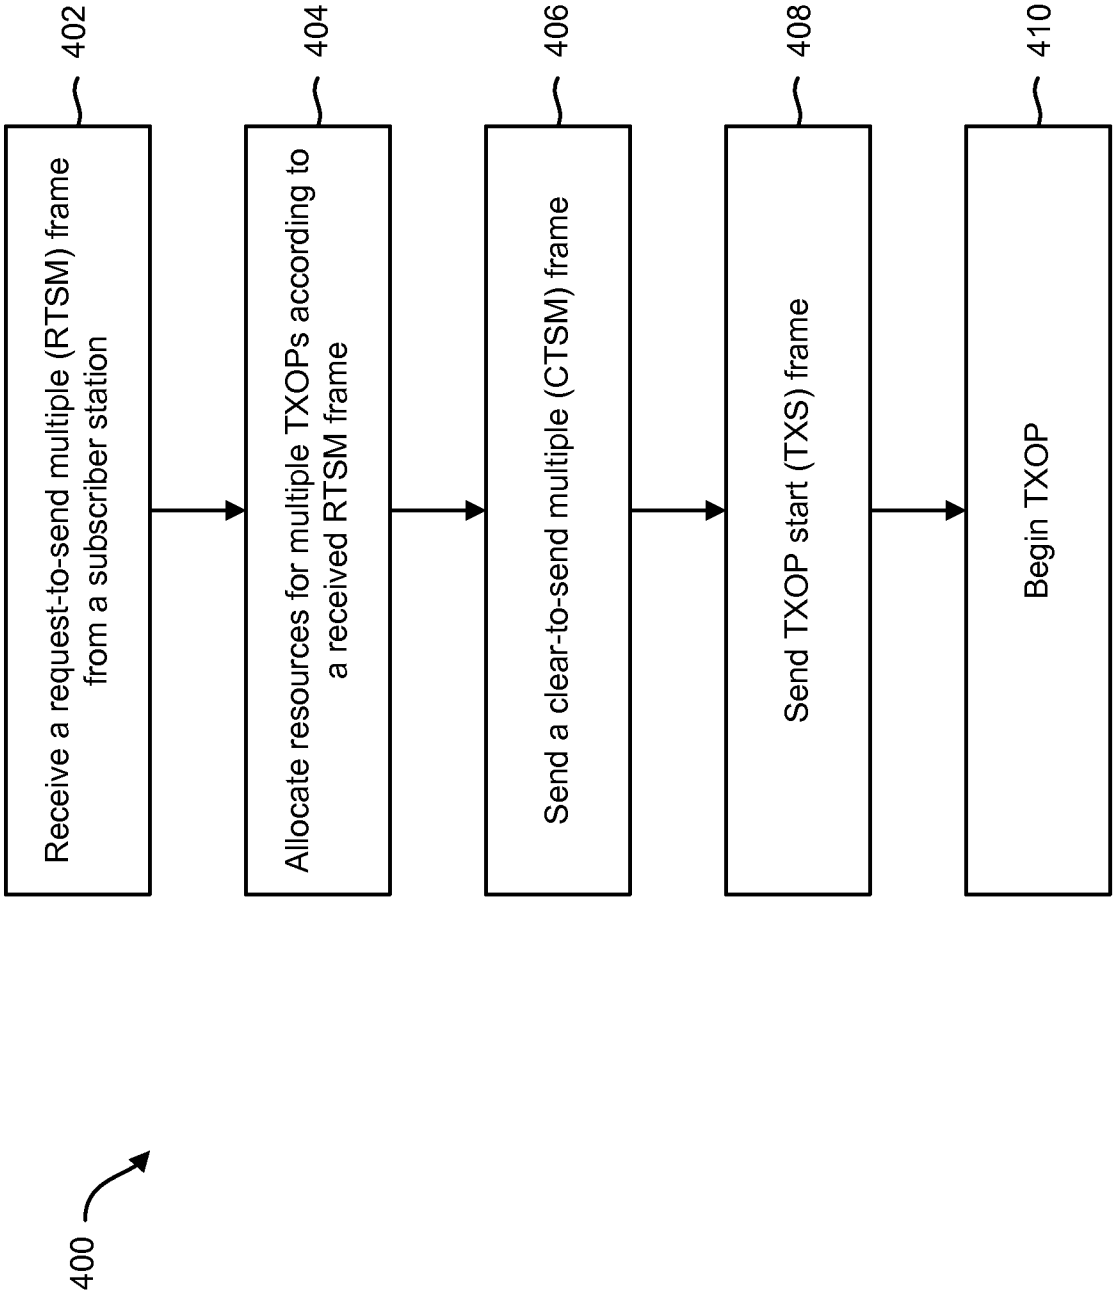 400
Receive a request-to-send multiple (RTSM) frame
from a subscriber station
402
Allocate resources for multiple TXOPs according to
a received RTSM frame
404
Send a clear-to-send multiple (CTSM) frame
406
Send TXOP start (TXS) frame
408
Begin TXOP
410